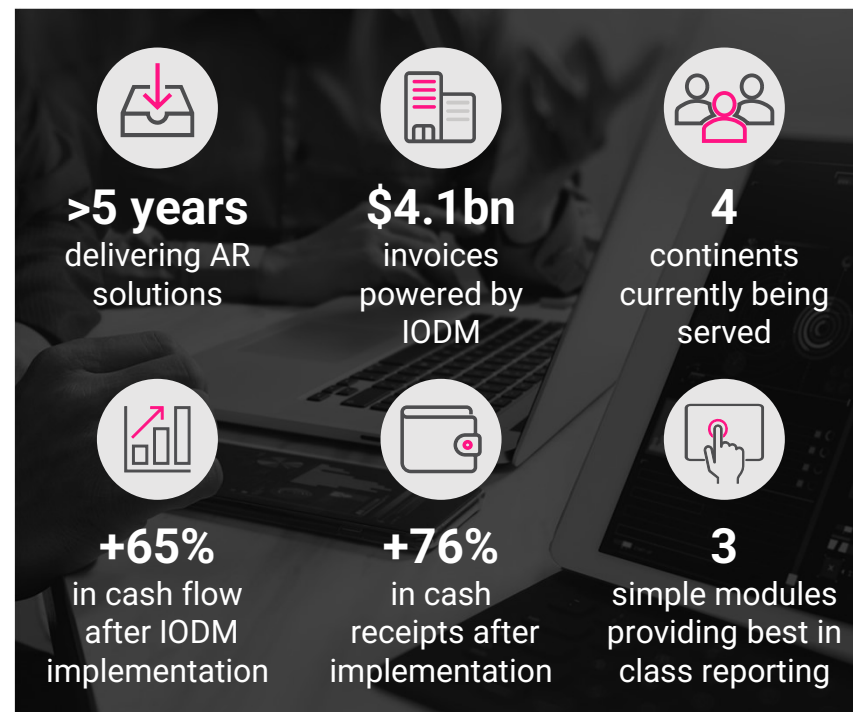 >5 years
delivering AR
solutions
$4.1bn
invoices
powered by
IODM
4
continents
currently being
served
+65%
in cash flow
after IODM
implementation
+76%
in cash
receipts after
implementation
3
simple modules
providing best in
class reporting